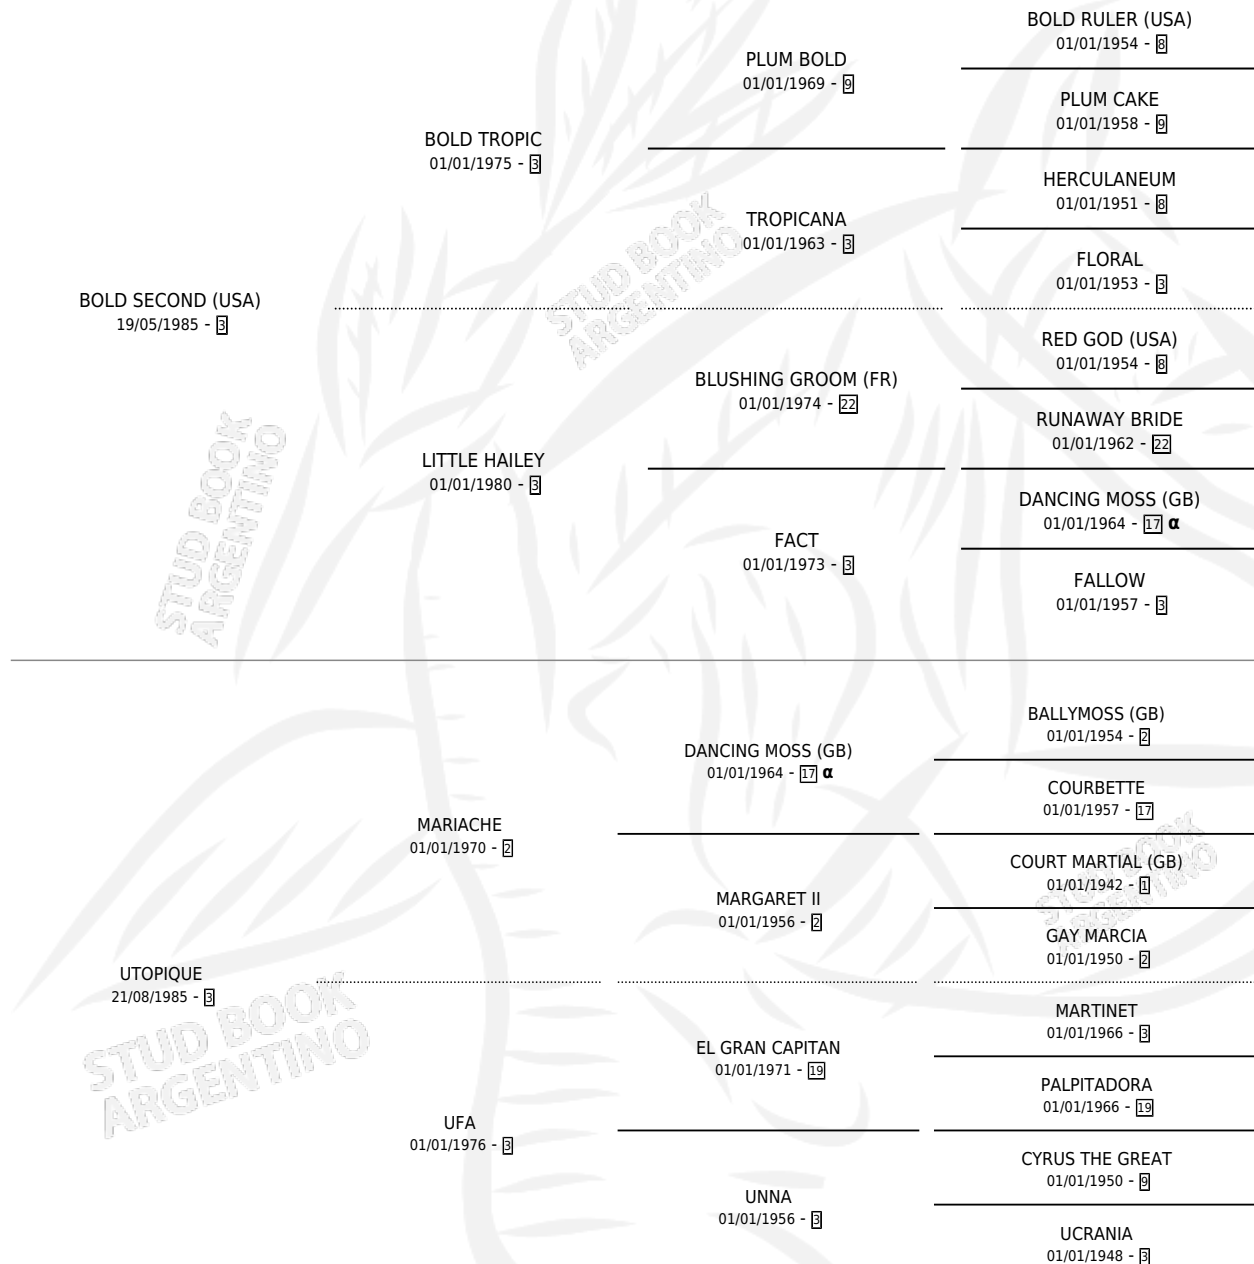 BOLD RULER (USA)
01/01/1954 - 8
PLUM BOLD
01/01/1969 - 9
PLUM CAKE
01/01/1958 - 9
BOLD TROPIC
01/01/1975 - 3
HERCULANEUM
01/01/1951 - 8
TROPICANA
01/01/1963 - 3
FLORAL
01/01/1953 - 3
BOLD SECOND (USA)
19/05/1985 - 3
STUD BOOK
ARGENTINO
RED GOD (USA)
01/01/1954 - 8
BLUSHING GROOM (FR)
01/01/1974 - 22
RUNAWAY BRIDE
01/01/1962 - 22
LITTLE HAILEY
01/01/1980 - 3
DANCING MOSS (GB)
01/01/1964 - 17 α
FACT
01/01/1973 - 3
FALLOW
01/01/1957 - 3
STUD BOOK
ARGENTINO
BALLYMOSS (GB)
01/01/1954 - 2
DANCING MOSS (GB)
01/01/1964 - 17 α
COURBETTE
01/01/1957 - 17
MARIACHE
01/01/1970 - 2
COURT MARTIAL (GB)
01/01/1942 - 1
STUD BOOK
ARGENTINO
MARGARET II
01/01/1956 - 2
GAY MARCIA
01/01/1950 - 2
UTOPIQUE
21/08/1985 - 3
STUD BOOK
ARGENTINO
MARTINET
01/01/1966 - 3
EL GRAN CAPITAN
01/01/1971 - 19
PALPITADORA
01/01/1966 - 19
UFA
01/01/1976 - 3
CYRUS THE GREAT
01/01/1950 - 9
UNNA
01/01/1956 - 3
UCRANIA
01/01/1948 - 3